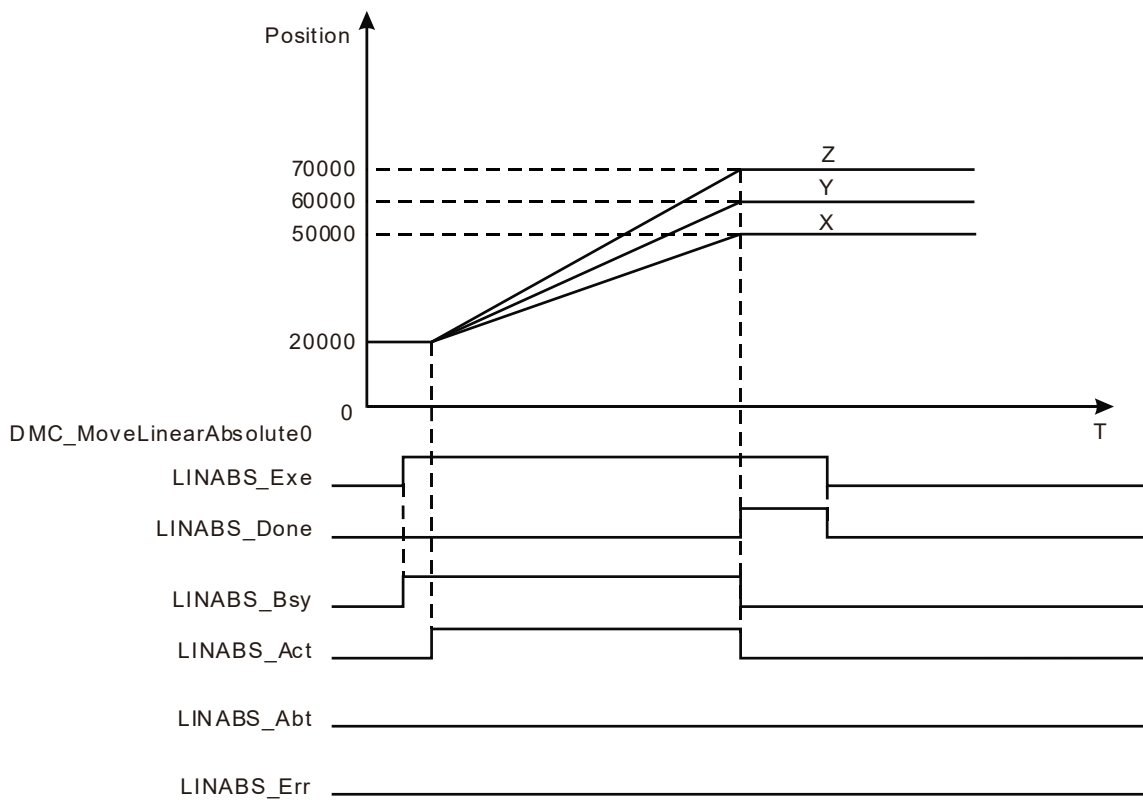 Position
Z
70000
Y
60000
X
50000
20000
0
T
DMC_MoveLinearAbsolute0
LINABS_Exe
LINABS_Done
LINABS_Bsy
LINABS_Act
LINABS_Abt
LINABS_Err